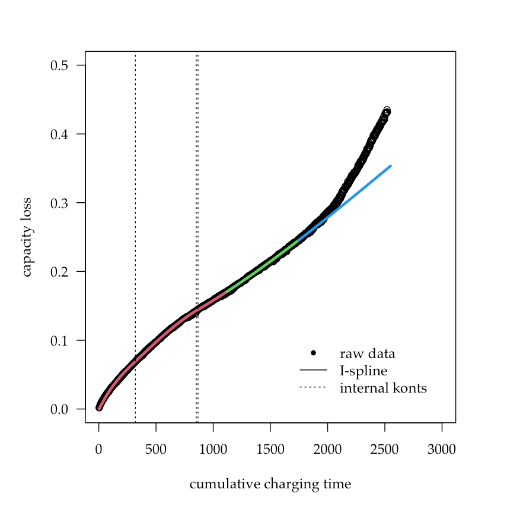 0.5
0.4
0.3
0.2
0.1
0.0
capacity loss
raw data
I-spline
internal konts
0 500 1000 1500 2000 2500 3000
cumulative charging time